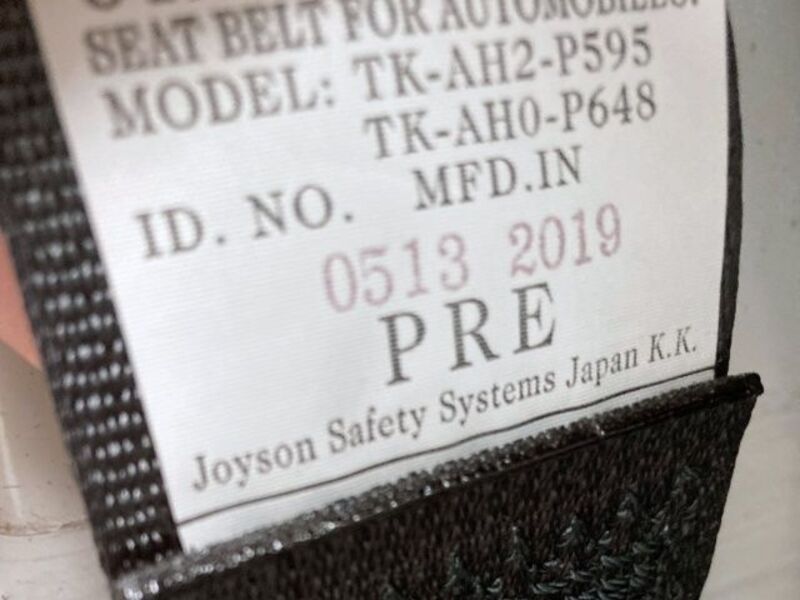 SEAT BELT FOR AUTOMOBILES.
MODEL: TK-AH2-P595
TK-AH0-P648
ID. NO. MFD.IN
0513 2019
PRE
Joyson Safety Systems Japan K.K.